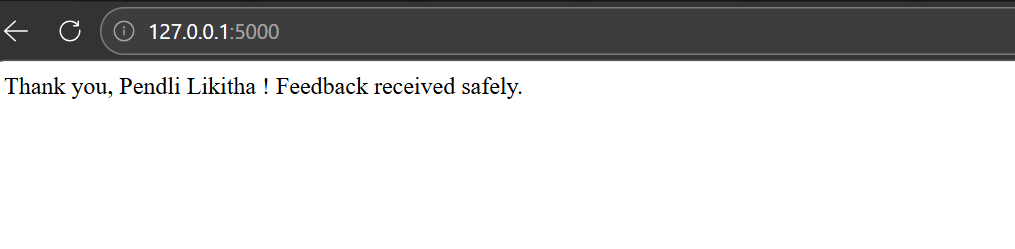 127.0.0.1:5000
Thank you, Pendli Likitha ! Feedback received safely.